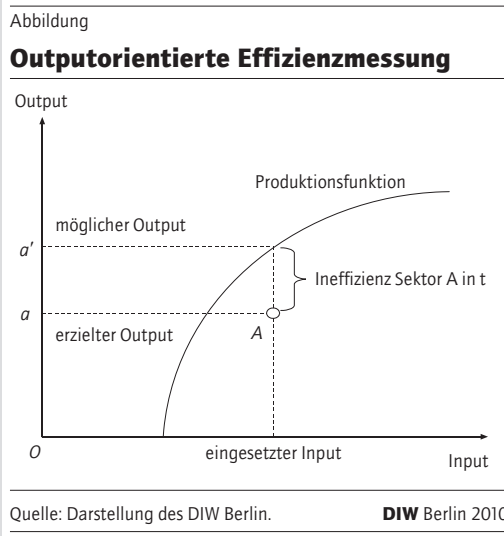 Abbildung
Outputorientierte Effizienzmessung
Output
Produktionsfunktion
möglicher Output
a'
Ineffizienz Sektor A in t
a
erzielter Output
A
O
eingesetzter Input
Input
Quelle: Darstellung des DIW Berlin.
DIW Berlin 2010